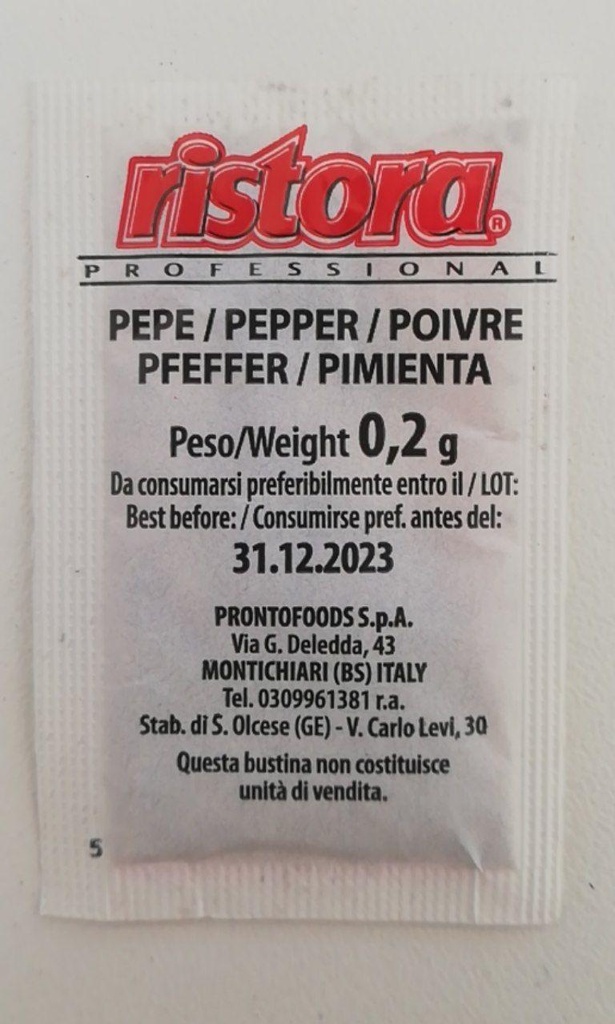 ristora®
PROFESSIONAL
PEPE / PEPPER / POIVRE
PFEFFER / PIMIENTA
Peso/Weight 0,2 g
Da consumarsi preferibilmente entro il / LOT:
Best before: / Consumirse pref. antes del:
31.12.2023
PRONTOFOODS S.p.A.
Via G. Deledda, 43
MONTICHIARI (BS) ITALY
Tel. 0309961381 r.a.
Stab. di S. Olcese (GE) - V. Carlo Levi, 30
Questa bustina non costituisce
unità di vendita.
5